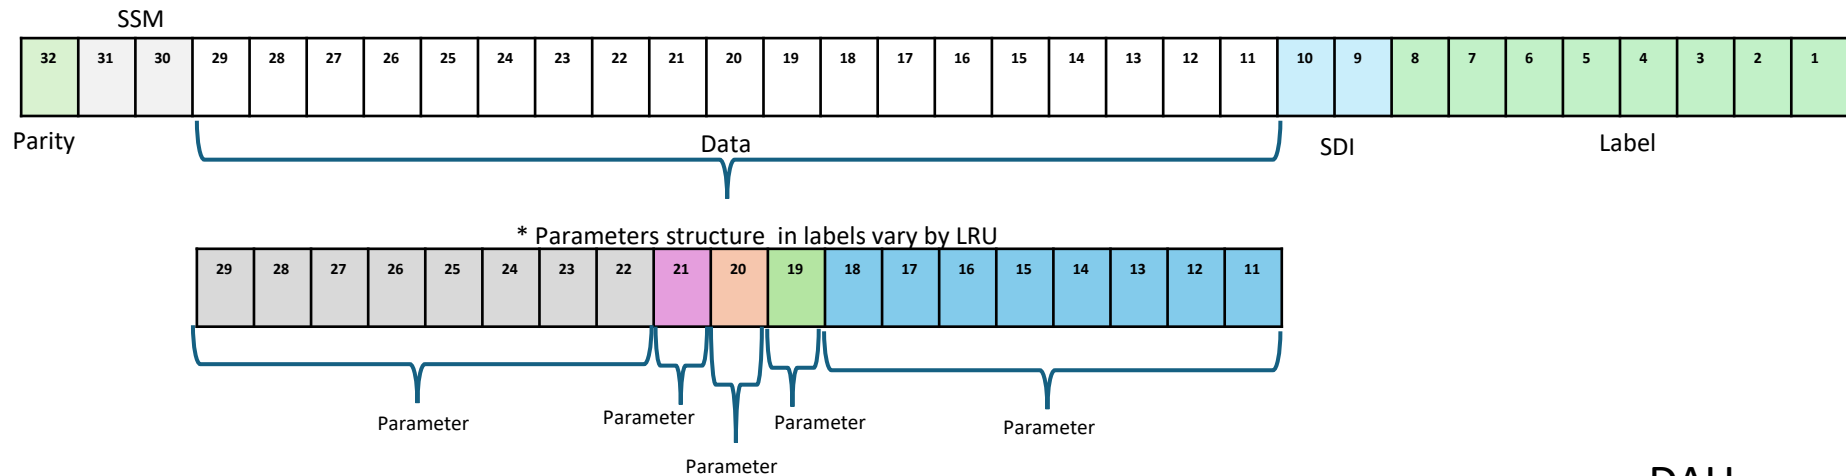 SSM
32 31 30 29 28 27 26 25 24 23 22 21 20 19 18 17 16 15 14 13 12 11 10 9 8 7 6 5 4 3 2 1
Parity Data SDI Label
* Parameters structure in labels vary by LRU
29 28 27 26 25 24 23 22 21 20 19 18 17 16 15 14 13 12 11
Parameter Parameter Parameter Parameter
Parameter